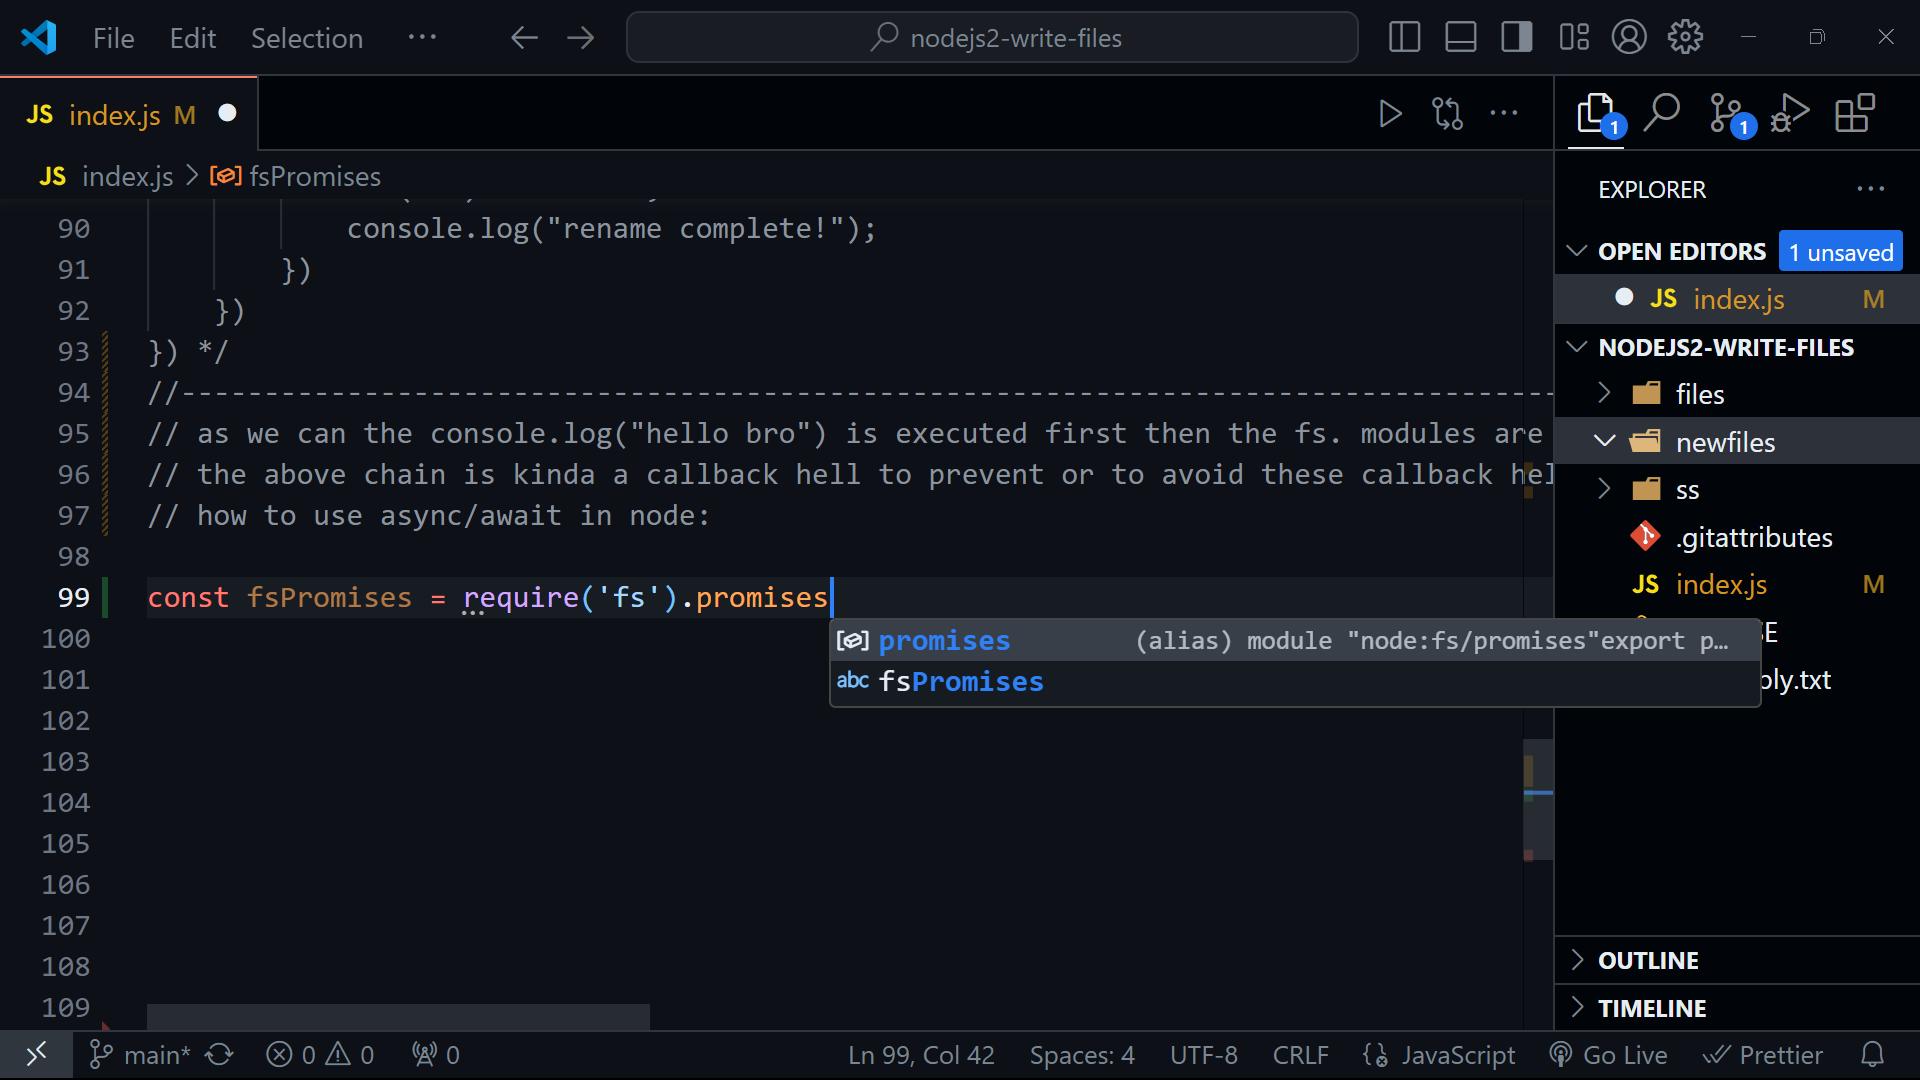 File Edit Selection ···
nodejs2-write-files
JS index.js M
JS index.js > fsPromises
90 console.log("rename complete!");
91 })
92 })
93 }) */
94 //-----------------------------------------------------------------------------------
95 // as we can the console.log("hello bro") is executed first then the fs. modules are
96 // the above chain is kinda a callback hell to prevent or to avoid these callback hel
97 // how to use async/await in node:
98
99 const fsPromises = require('fs').promises
promises (alias) module "node:fs/promises"export p…
abc fsPromises
100
101
102
103
104
105
106
107
108
109
1
1
EXPLORER ···
OPEN EDITORS 1 unsaved
JS index.js M
NODEJS2-WRITE-FILES
files
newfiles
ss
.gitattributes
JS index.js M
SE
ply.txt
OUTLINE
TIMELINE
main* 0 0 0 Ln 99, Col 42 Spaces: 4 UTF-8 CRLF JavaScript Go Live Prettier